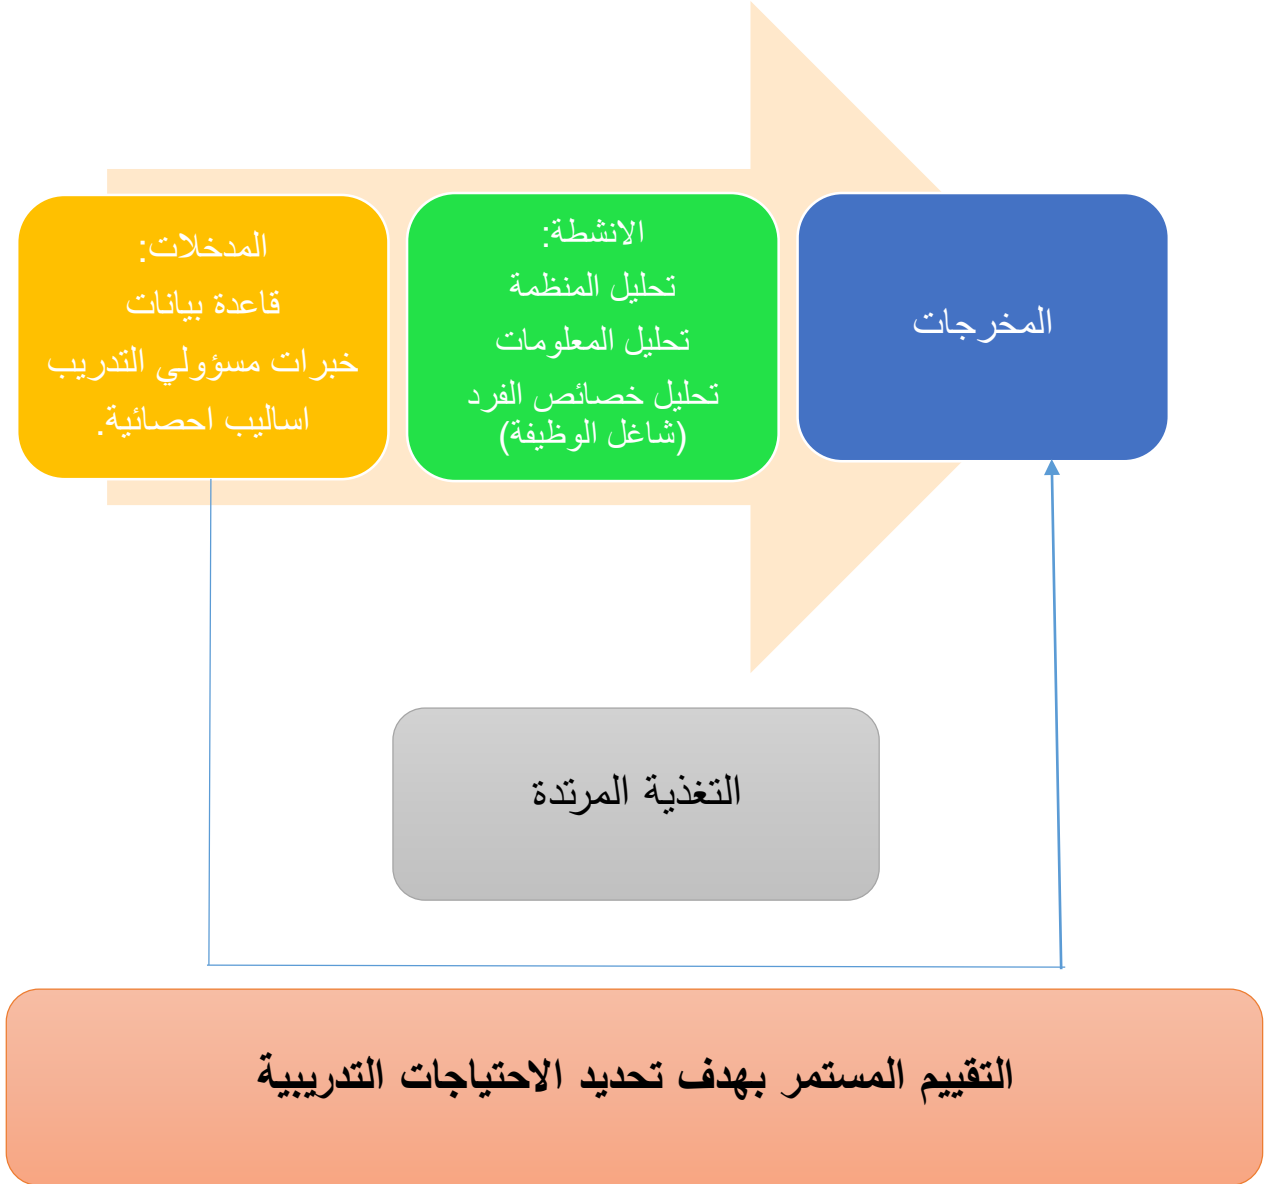 المدخلات:
قاعدة بيانات
خبرات مسؤولي التدريب
اساليب احصائية.
الانشطة:
تحليل المنظمة
تحليل المعلومات
تحليل خصائص الفرد
(شاغل الوظيفة)
المخرجات
التغذية المرتدة
التقييم المستمر بهدف تحديد الاحتياجات التدريبية